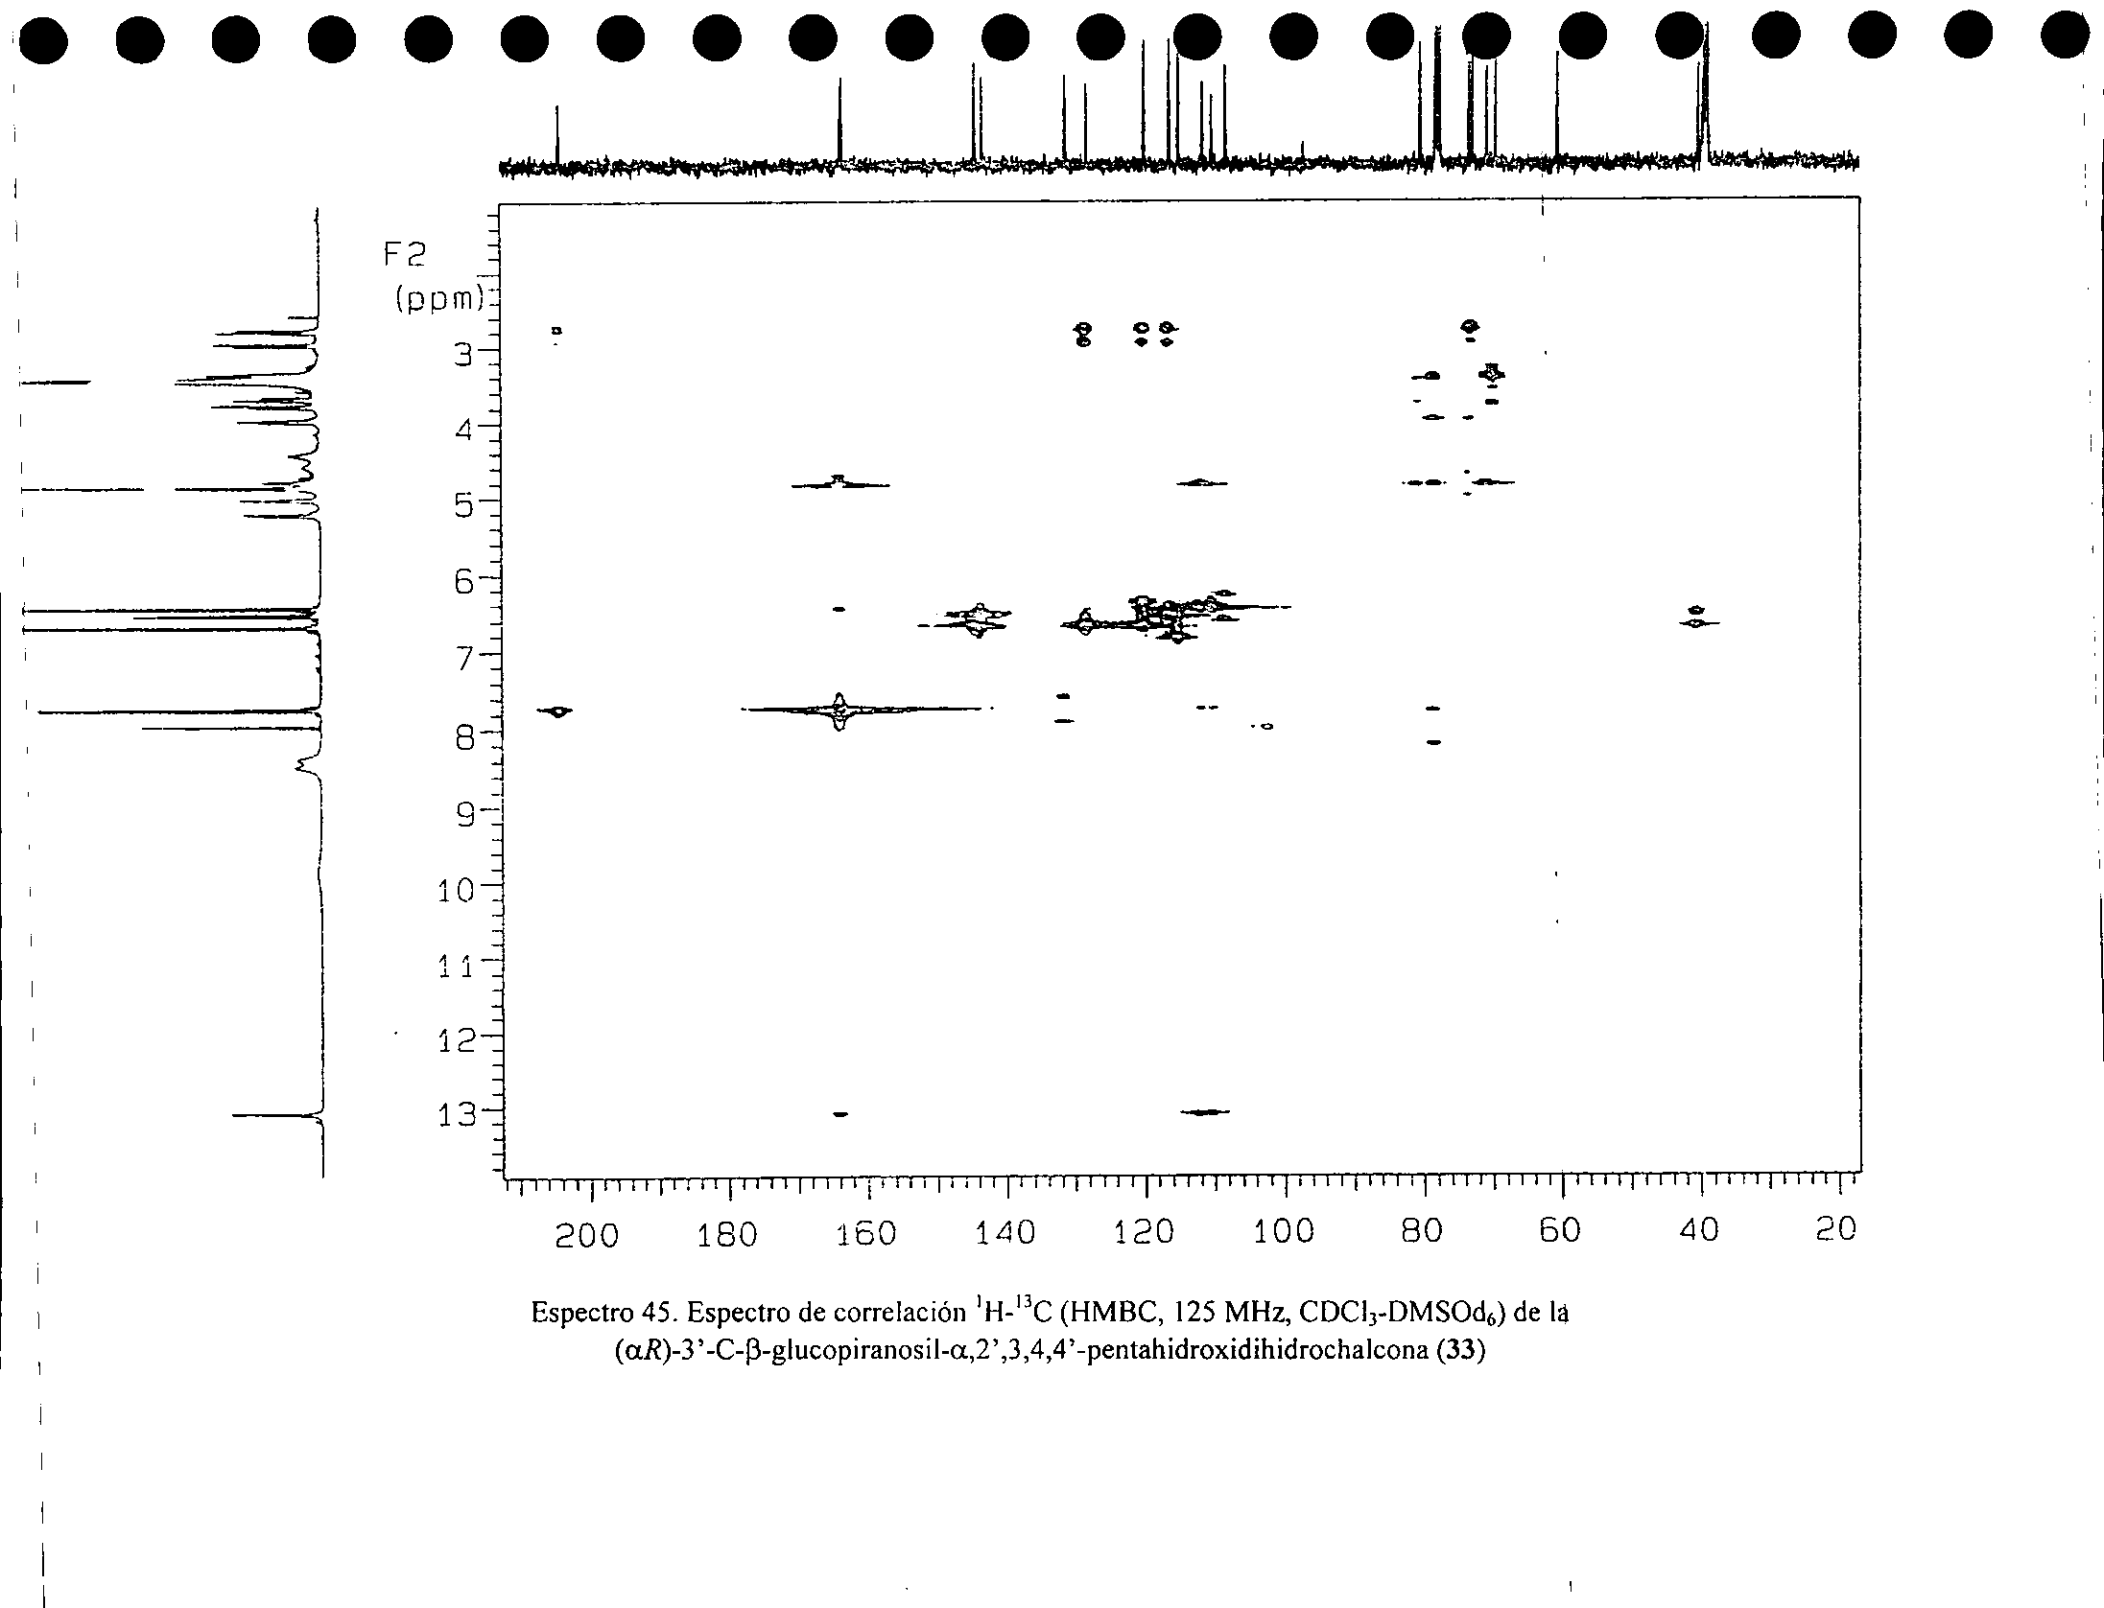 F2
(ppm)
3
4
5
6
7
8
9
10
11
12
13
200 180 160 140 120 100 80 60 40 20
Espectro 45. Espectro de correlación ¹H-¹³C (HMBC, 125 MHz, CDCl₃-DMSOd₆) de la
(αR)-3’-C-β-glucopiranosil-α,2’,3,4,4’-pentahidroxidihidrochalcona (33)